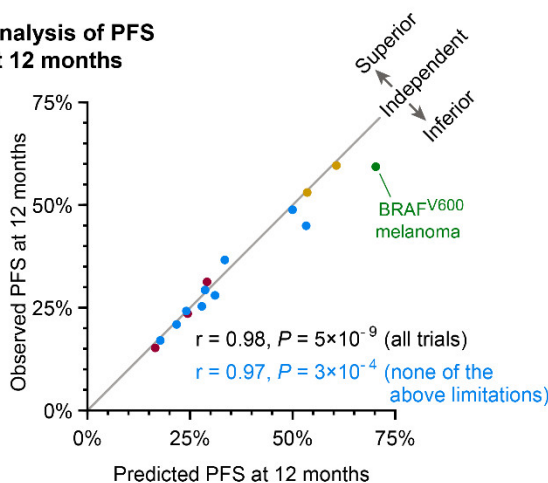 nalysis of PFS
t 12 months
Superior
Independent
Inferior
75%
50%
25%
0%
Observed PFS at 12 months
BRAFV600
melanoma
r = 0.98, P = 5×10-9 (all trials)
r = 0.97, P = 3×10-4 (none of the
above limitations)
0%
25%
50%
75%
Predicted PFS at 12 months